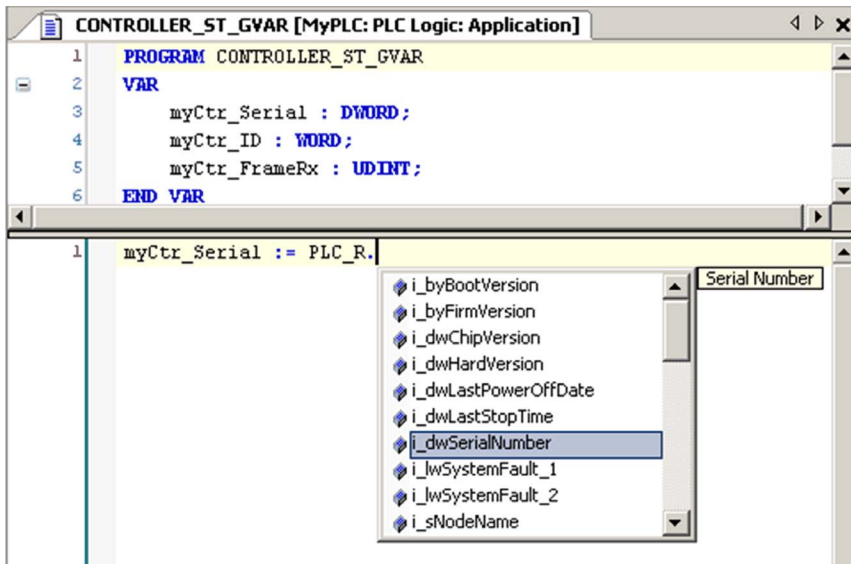 CONTROLLER_ST_GVAR [MyPLC: PLC Logic: Application]
1 PROGRAM CONTROLLER_ST_GVAR
2 VAR
3 myCtr_Serial : DWORD;
4 myCtr_ID : WORD;
5 myCtr_FrameRx : UDINT;
6 END_VAR
1 myCtr_Serial := PLC_R.
i_byBootVersion
i_byFirmVersion
i_dwChipVersion
i_dwHardVersion
i_dwLastPowerOffDate
i_dwLastStopTime
i_dwSerialNumber
i_lwSystemFault_1
i_lwSystemFault_2
i_sNodeName
Serial Number